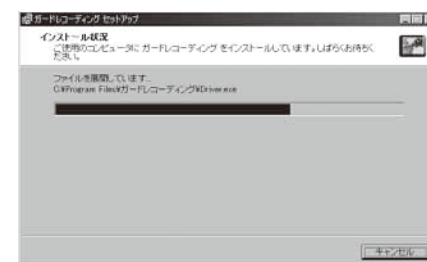 ガードレコーディング セットアップ
インストール状況
ご使用のコンピュータに ガードレコーディング をインストールしています。しばらくお待ちください。
ファイルを展開しています...
C:¥Program Files¥ガードレコーディング¥Driver.exe
キャンセル